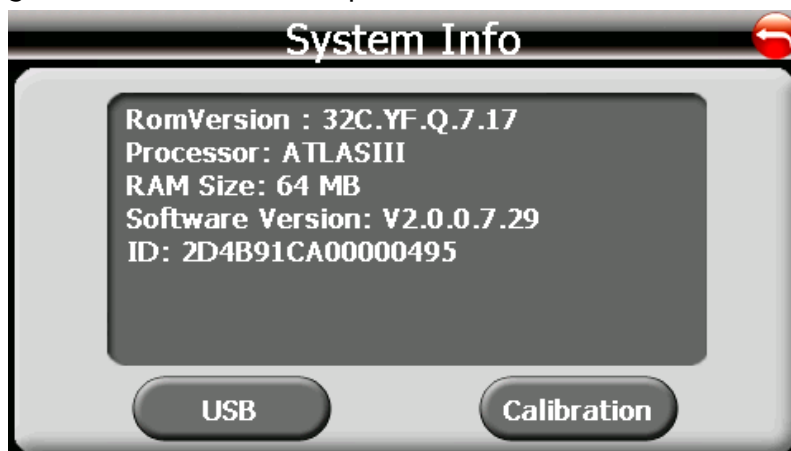 System Info
RomVersion : 32C.YF.Q.7.17
Processor: ATLASIII
RAM Size: 64 MB
Software Version: V2.0.0.7.29
ID: 2D4B91CA00000495
USB
Calibration